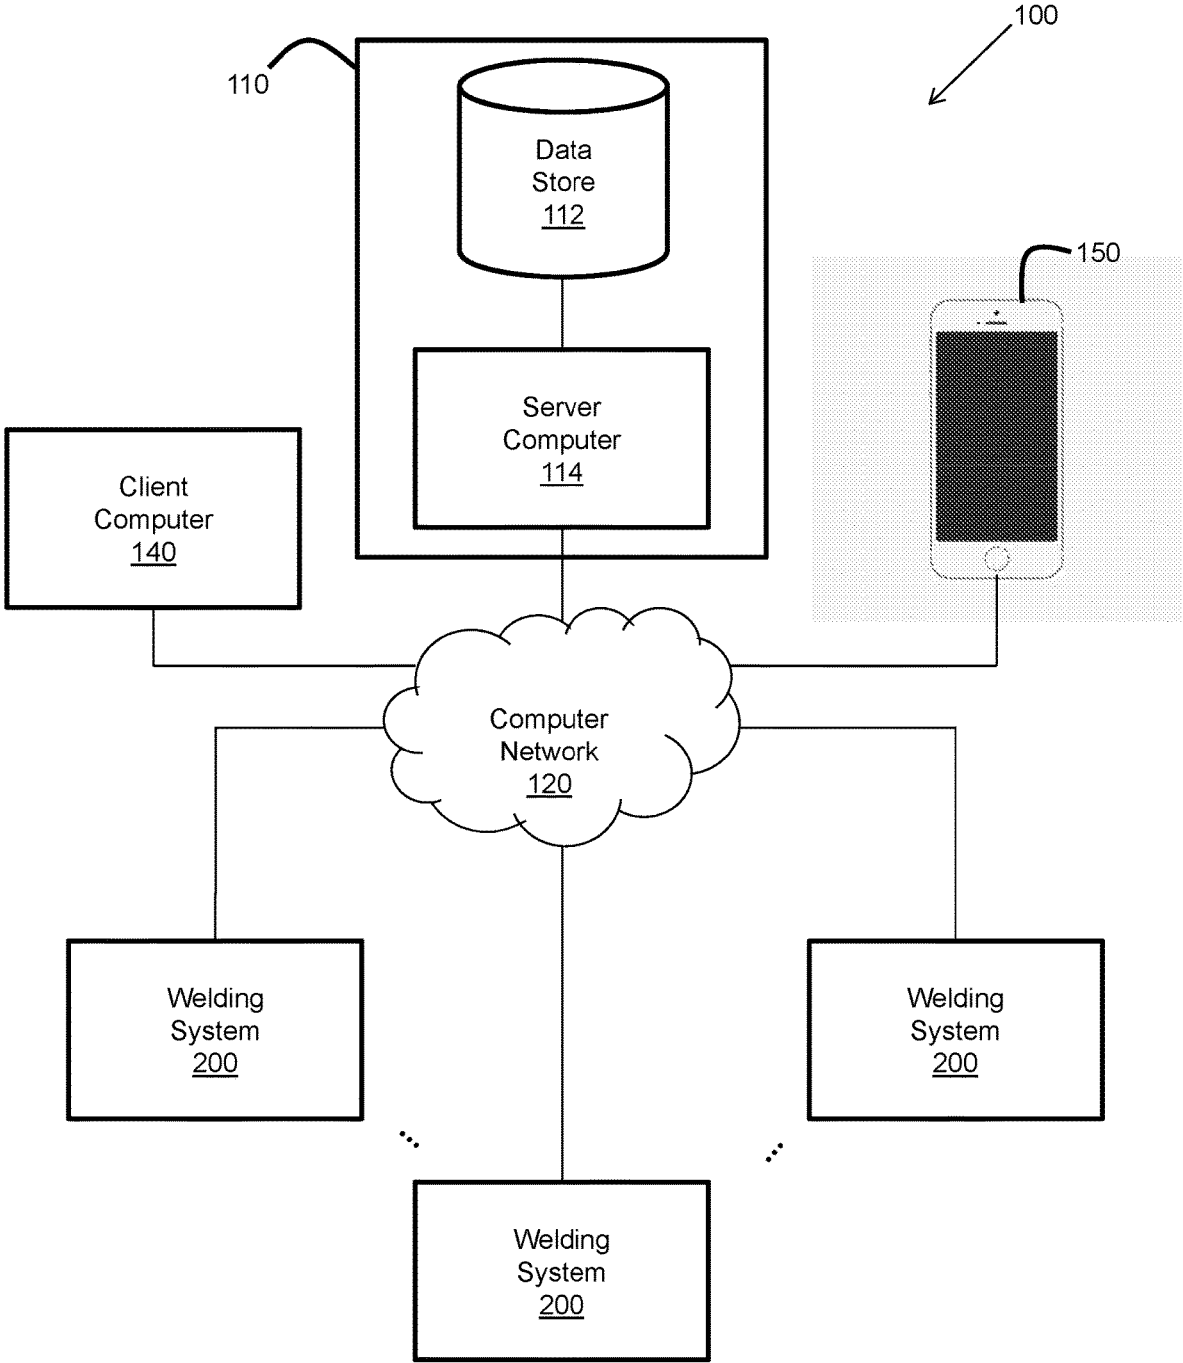 100
110
Data
Store
112
150
Server
Computer
114
Client
Computer
140
Computer
Network
120
Welding
System
200
Welding
System
200
Welding
System
200